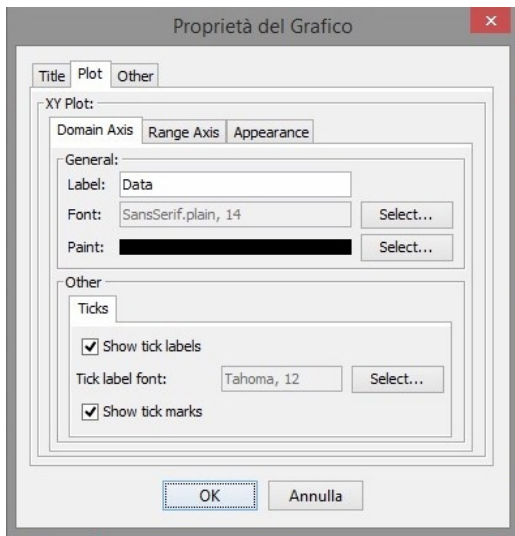 Proprietà del Grafico
Title Plot Other
XY Plot:
Domain Axis Range Axis Appearance
General:
Label: Data
Font: SansSerif.plain, 14 Select...
Paint: Select...
Other
Ticks
Show tick labels
Tick label font: Tahoma, 12 Select...
Show tick marks
OK Annulla